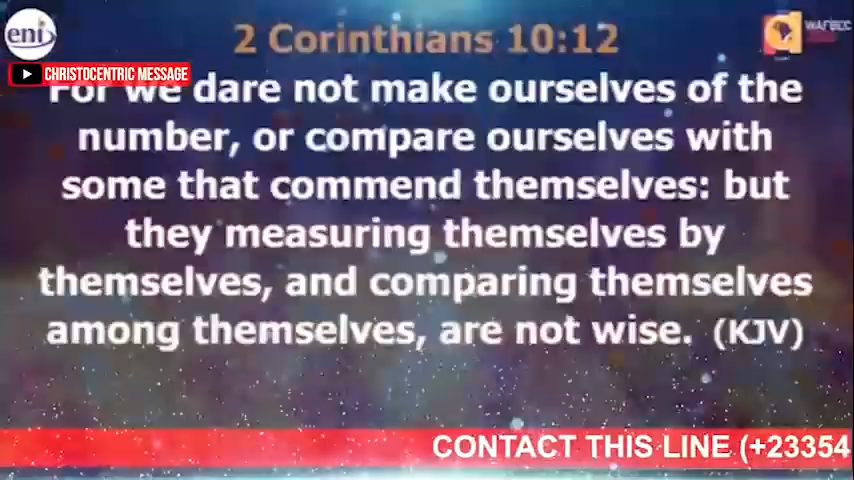 eni
2 Corinthians 10:12
CHRISTOCENTRIC MESSAGE
For we dare not make ourselves of the
number, or compare ourselves with
some that commend themselves: but
they measuring themselves by
themselves, and comparing themselves
among themselves, are not wise. (KJV)
CONTACT THIS LINE (+23354